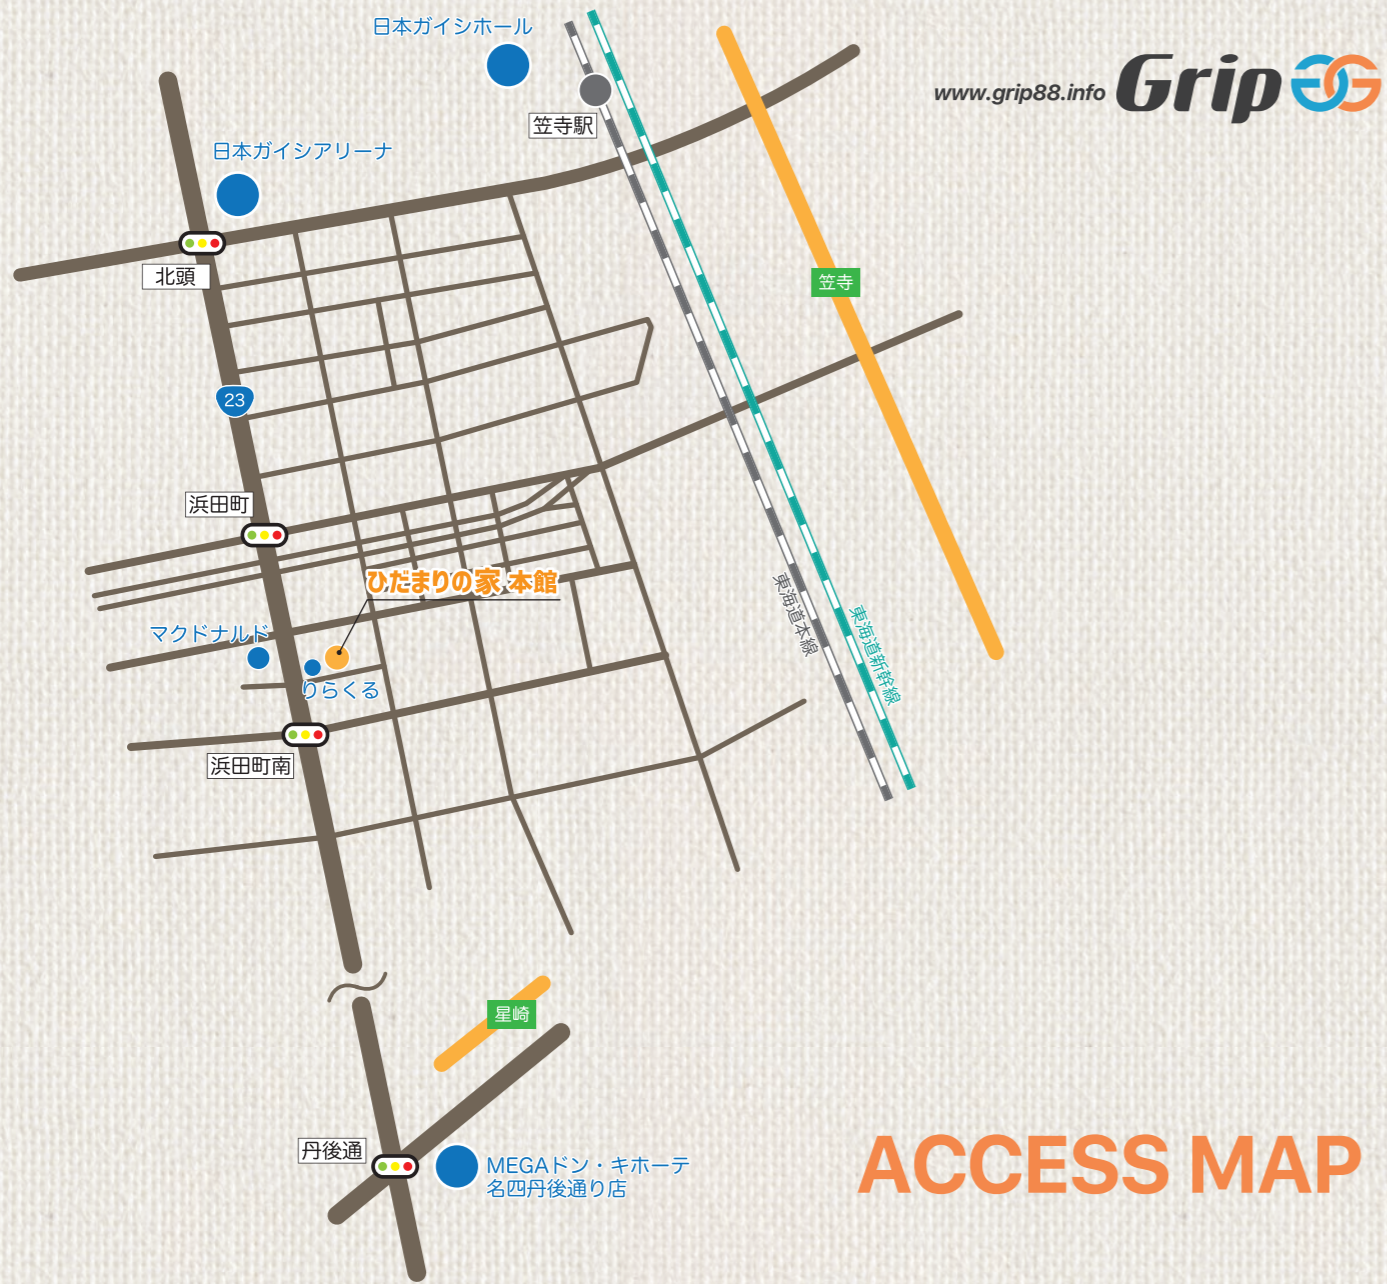 日本ガイシホール
www.grip88.info Grip
笠寺駅
日本ガイシアリーナ
北頭
笠寺
23
浜田町
ひだまりの家 本館
マクドナルド
りらくる
東海道本線
東海道新幹線
浜田町南
星崎
丹後通
MEGAドン・キホーテ
名四丹後通り店
ACCESS MAP